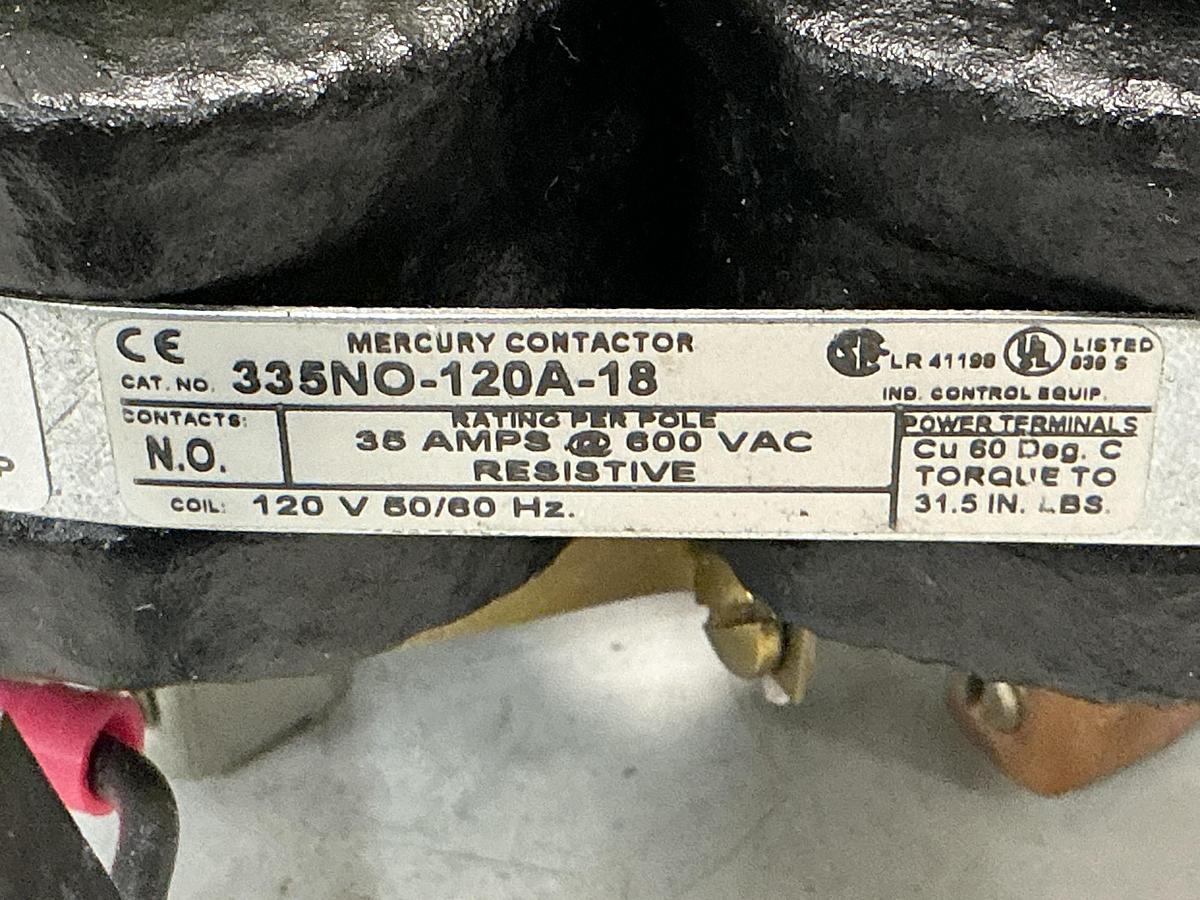 CE
MERCURY CONTACTOR
LR 41198
UL
LISTED
939 S
CAT. NO. 335NO-120A-18
IND. CONTROL EQUIP.
CONTACTS:
N.O.
RATING PER POLE
35 AMPS @ 600 VAC
RESISTIVE
POWER TERMINALS
Cu 60 Deg. C
TORQUE TO
31.5 IN. LBS.
COIL: 120 V 50/60 Hz.
P